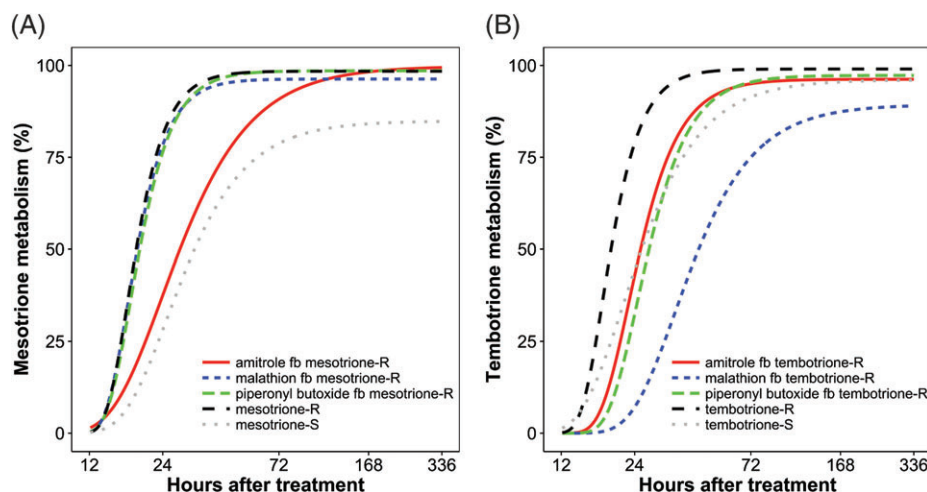 (A)
Mesotrione metabolism (%)
100
75
50
25
0
amitrole fb mesotrione-R
malathion fb mesotrione-R
piperonyl butoxide fb mesotrione-R
mesotrione-R
mesotrione-S
12 24 72 168 336
Hours after treatment
(B)
Tembotrione metabolism (%)
100
75
50
25
0
amitrole fb tembotrione-R
malathion fb tembotrione-R
piperonyl butoxide fb tembotrione-R
tembotrione-R
tembotrione-S
12 24 72 168 336
Hours after treatment